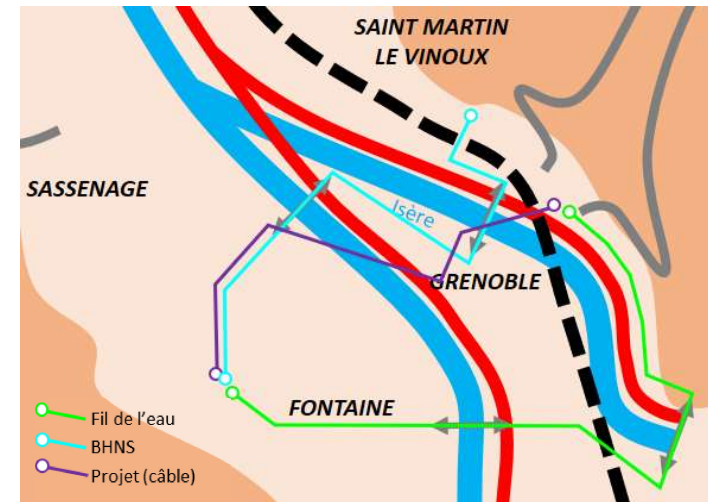 SAINT MARTIN
LE VINOUX
SASSENAGE
Isère
GRENOBLE
FONTAINE
Fil de l'eau
BHNS
Projet (câble)